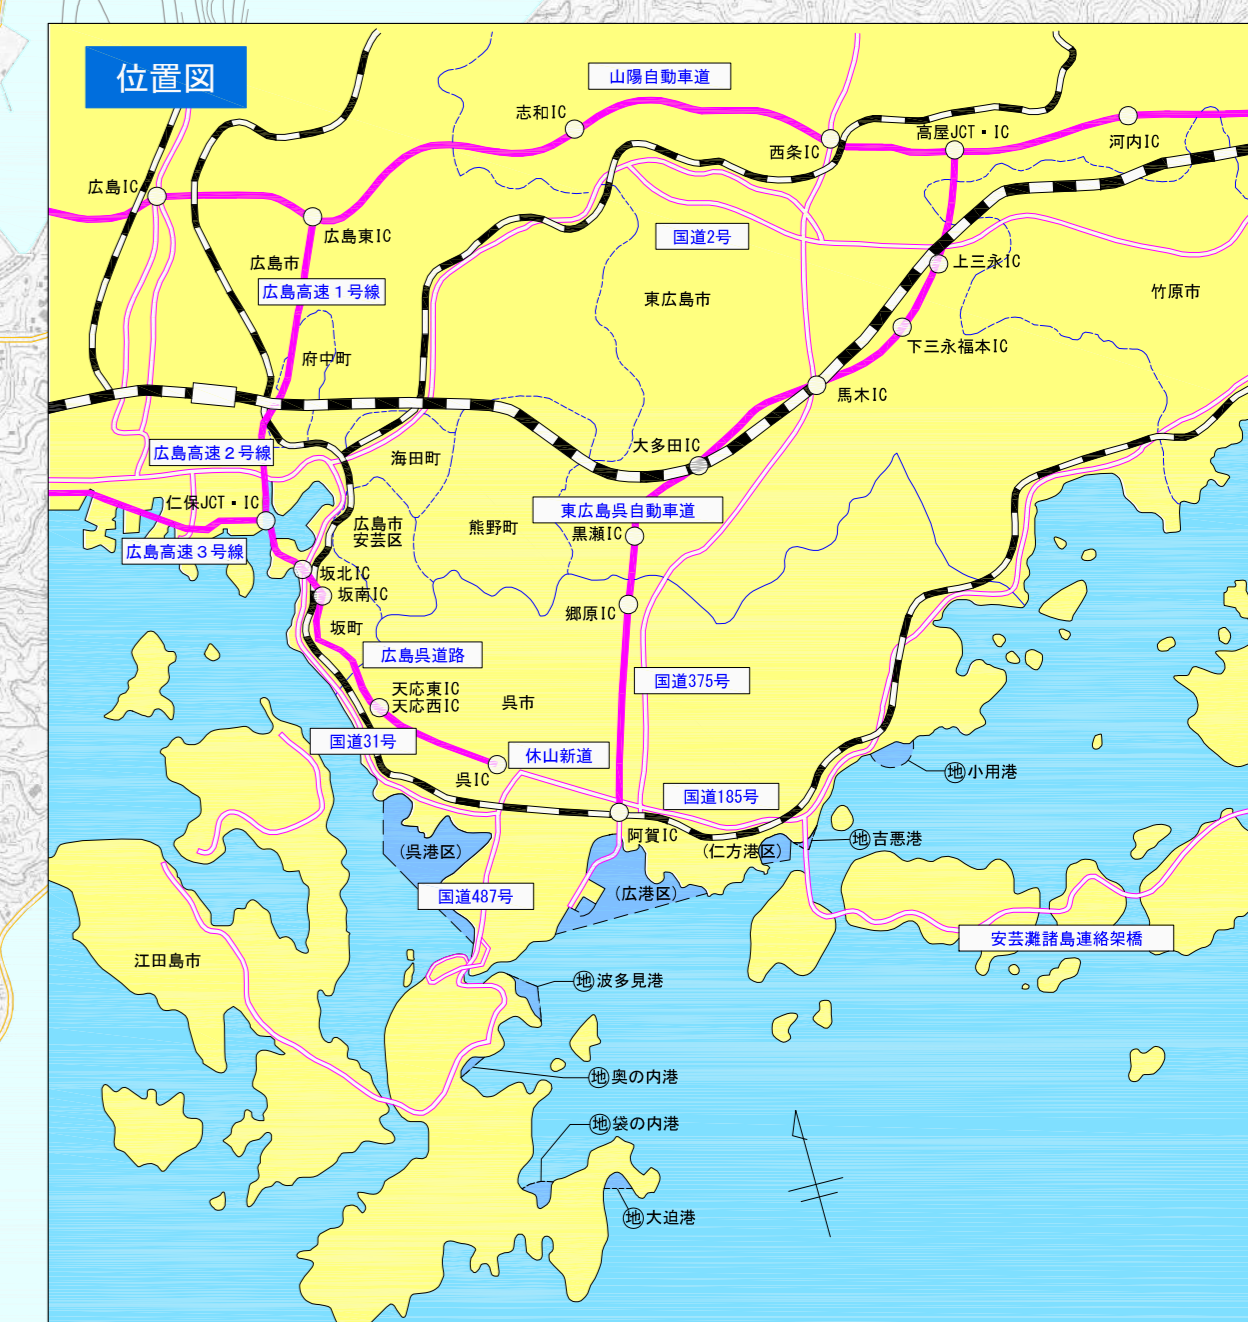 位置図
山陽自動車道
志和IC
西条IC
高屋JCT・IC
河内IC
広島IC
広島東IC
国道2号
広島市
広島高速1号線
上三永IC
東広島市
竹原市
府中町
下三永福本IC
馬木IC
広島高速2号線
海田町
大多田IC
仁保JCT・IC
広島市
安芸区
熊野町
東広島呉自動車道
黒瀬IC
広島高速3号線
坂北IC
坂南IC
坂町
郷原IC
広島呉道路
国道375号
天応東IC
天応西IC
呉市
国道31号
休山新道
呉IC
小用港
地
国道185号
阿賀IC
(呉港区)
(仁方港区)
地
吉悪港
国道487号
(広港区)
安芸灘諸島連絡架橋
江田島市
地
波多見港
地
奥の内港
地
袋の内港
地
大迫港